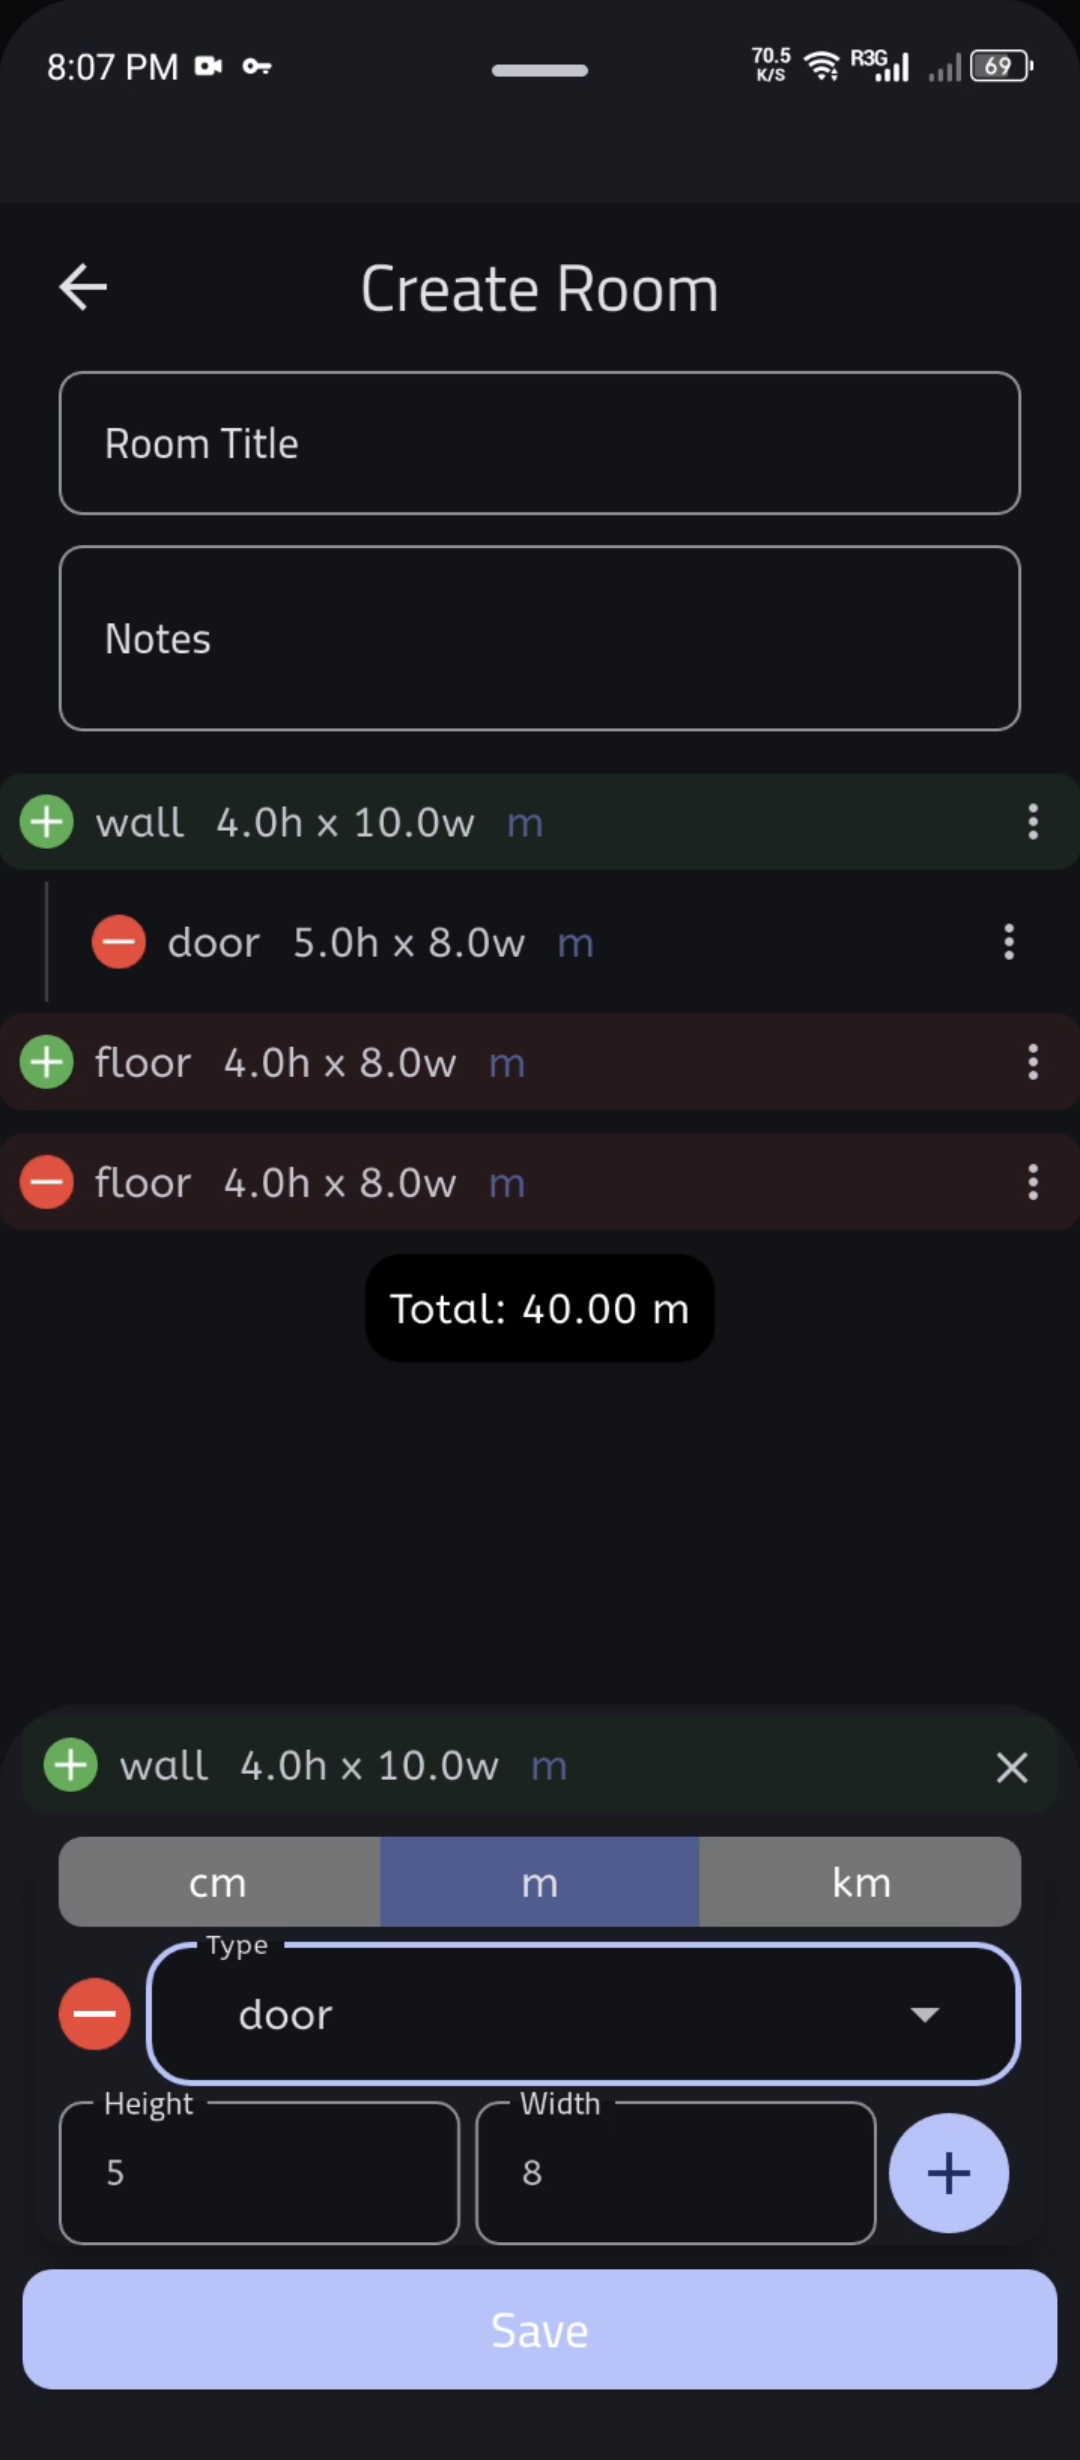 8:07 PM 70.5 K/S R3G 69
Create Room
Room Title
Notes
wall 4.0h x 10.0w m
door 5.0h x 8.0w m
floor 4.0h x 8.0w m
floor 4.0h x 8.0w m
Total: 40.00 m
wall 4.0h x 10.0w m
cm m km
Type
door
Height Width
5 8
Save